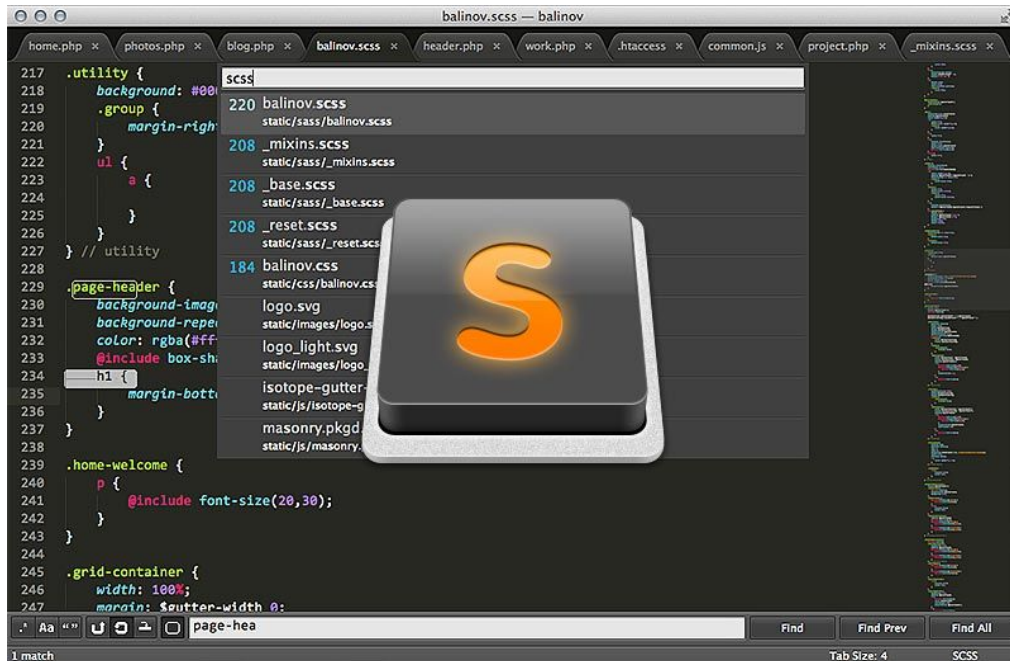 balinov.scss — balinov
home.php × photos.php × blog.php × balinov.scss × header.php × work.php × .htaccess × common.js × project.php × _mixins.scss ×
scss
220 balinov.scss
static/sass/balinov.scss
208 _mixins.scss
static/sass/_mixins.scss
208 _base.scss
static/sass/_base.scss
208 _reset.scss
static/sass/_reset.scss
184 balinov.css
static/css/balinov.cs
logo.svg
static/images/logo.s
logo_light.svg
static/images/logo_
isotope-gutter-
static/js/isotope-g
masonry.pkgd.
static/js/masonry.
S
217 .utility {
218 background: #00
219 .group {
220 margin-righ
221 }
222 ul {
223 a {
224
225 }
226 }
227 } // utility
228
229 .page-header {
230 background-imag
231 background-repe
232 color: rgba(#ff
233 @include box-sha
234 h1 {
235 margin-bott
236 }
237 }
238
239 .home-welcome {
240 p {
241 @include font-size(20,30);
242 }
243 }
244
245 .grid-container {
246 width: 100%;
247 margin: $gutter-width 0;
.* Aa “” page-hea Find Find Prev Find All
1 match Tab Size: 4 SCSS